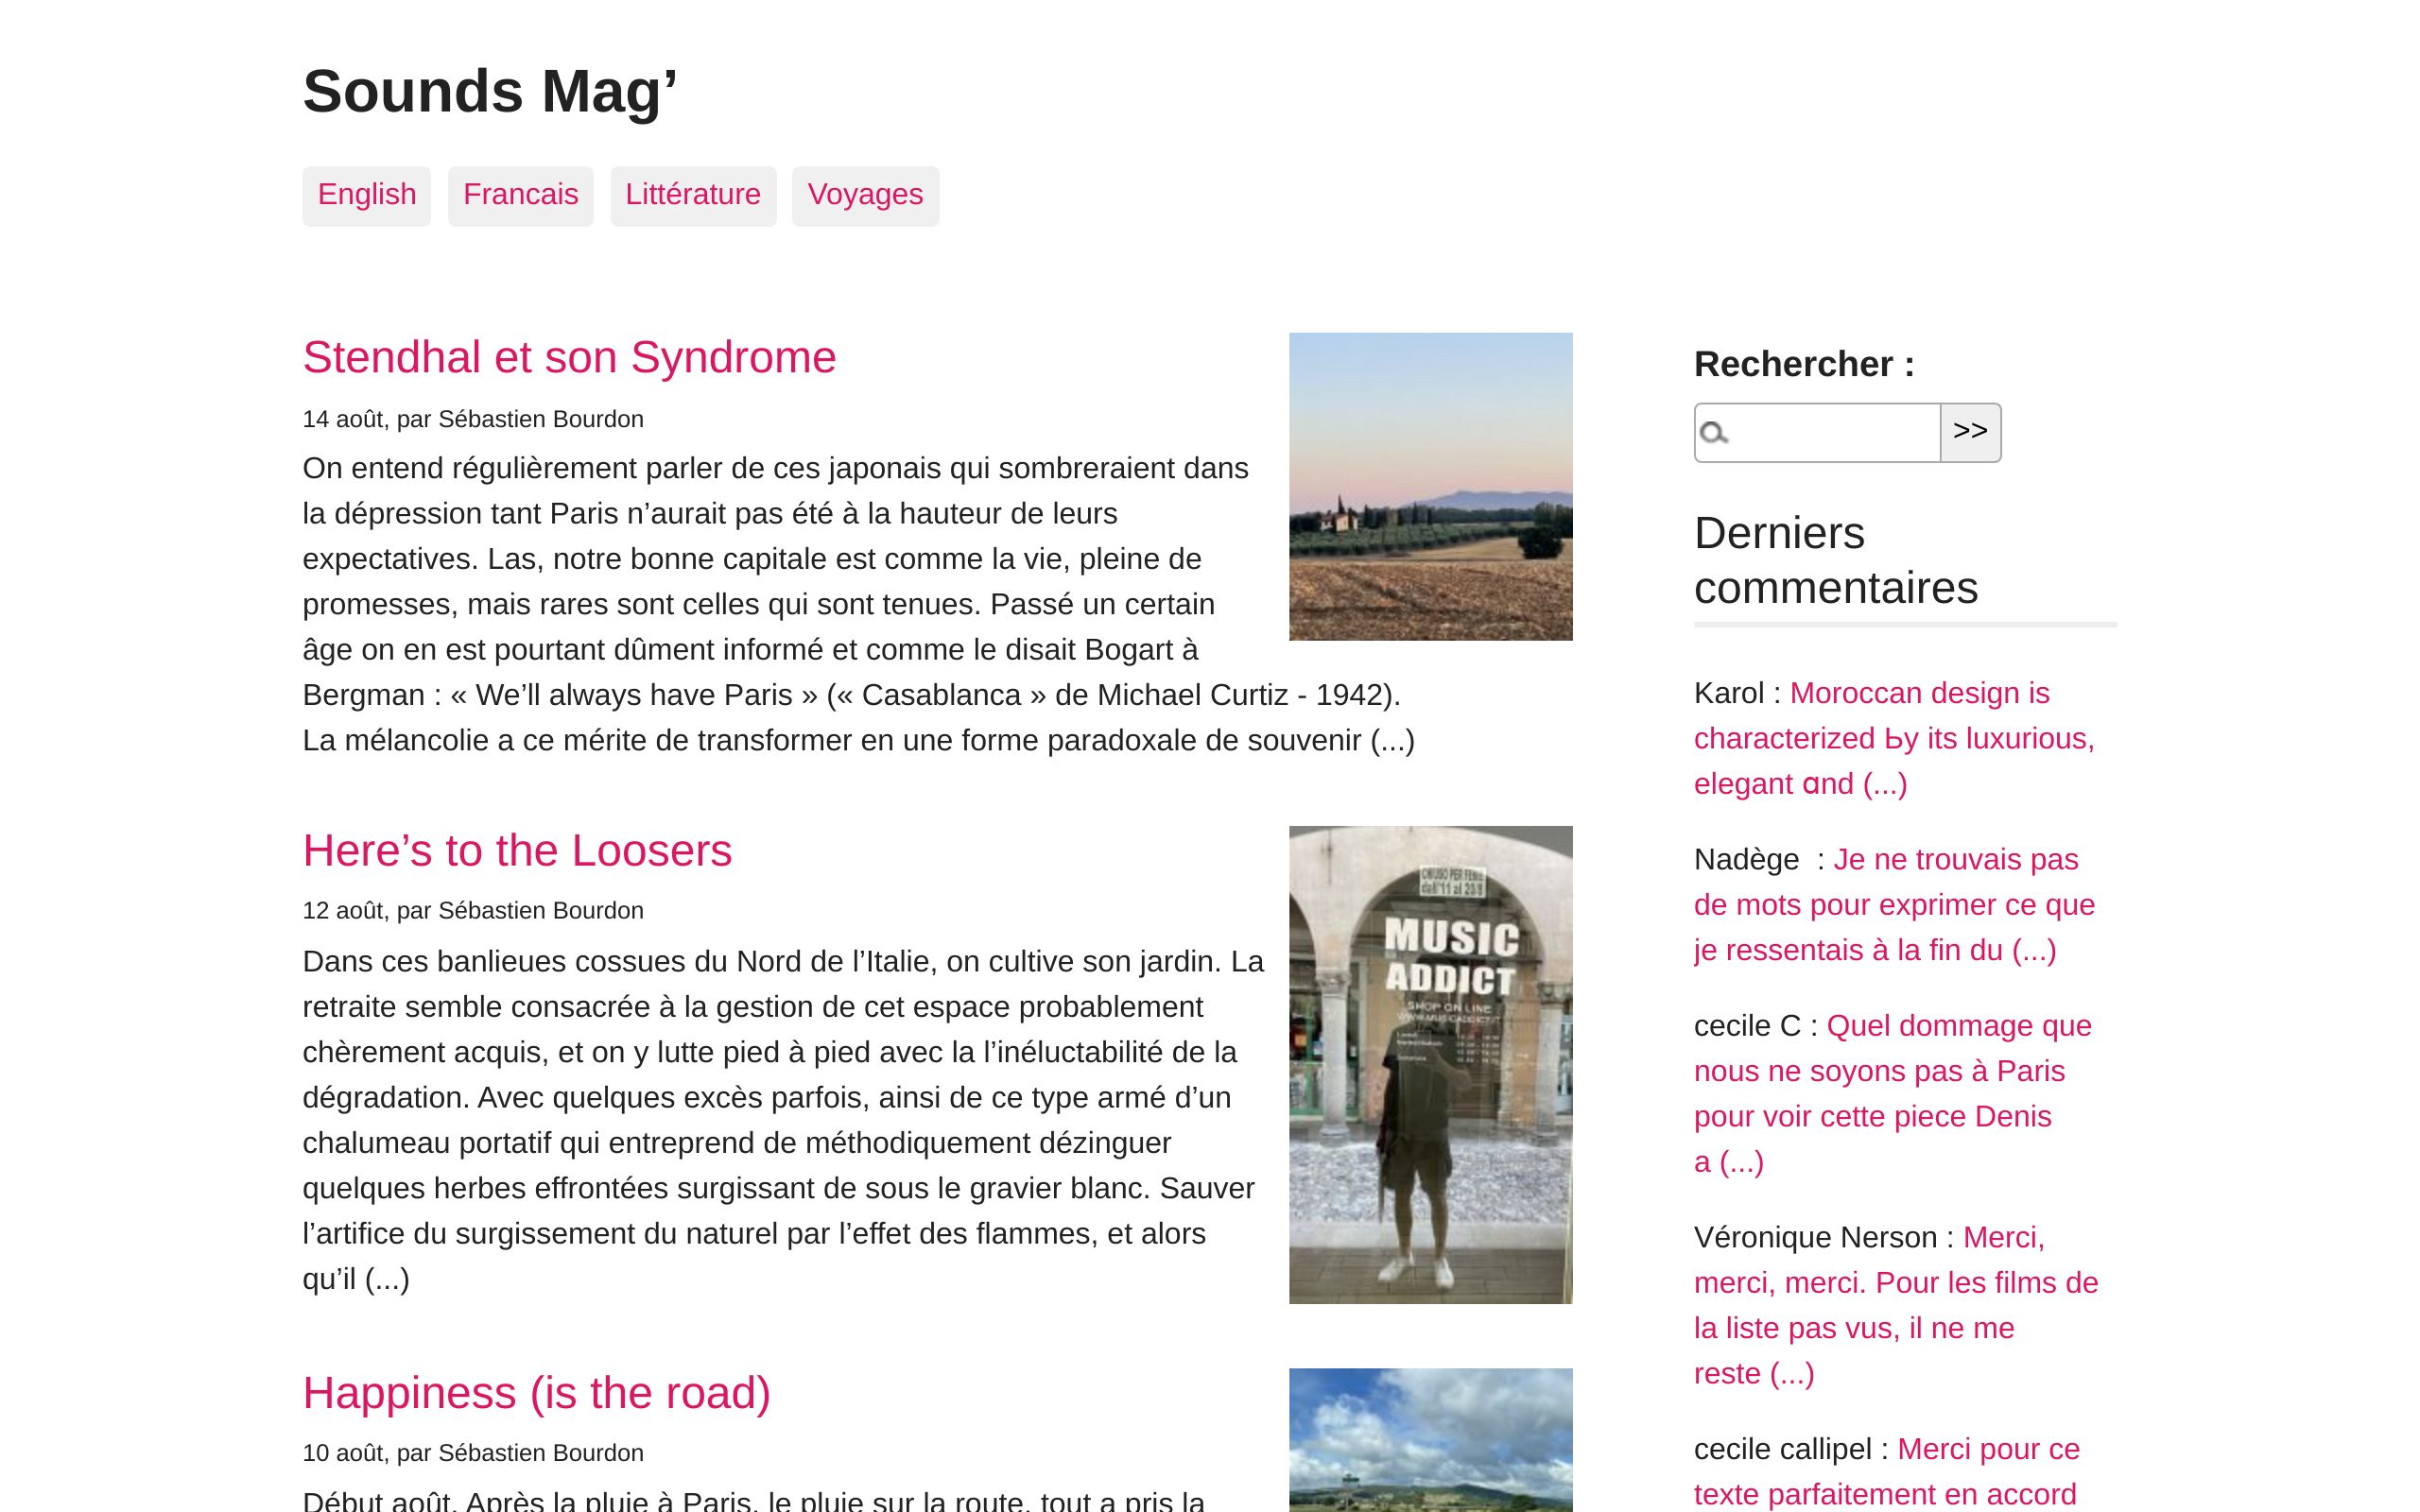 Sounds Mag’
English
Francais
Littérature
Voyages
Stendhal et son Syndrome
14 août, par Sébastien Bourdon
On entend régulièrement parler de ces japonais qui sombreraient dans
la dépression tant Paris n’aurait pas été à la hauteur de leurs
expectatives. Las, notre bonne capitale est comme la vie, pleine de
promesses, mais rares sont celles qui sont tenues. Passé un certain
âge on en est pourtant dûment informé et comme le disait Bogart à
Bergman : « We’ll always have Paris » (« Casablanca » de Michael Curtiz - 1942).
La mélancolie a ce mérite de transformer en une forme paradoxale de souvenir (...)
Here’s to the Loosers
12 août, par Sébastien Bourdon
Dans ces banlieues cossues du Nord de l’Italie, on cultive son jardin. La
retraite semble consacrée à la gestion de cet espace probablement
chèrement acquis, et on y lutte pied à pied avec la l’inéluctabilité de la
dégradation. Avec quelques excès parfois, ainsi de ce type armé d’un
chalumeau portatif qui entreprend de méthodiquement dézinguer
quelques herbes effrontées surgissant de sous le gravier blanc. Sauver
l’artifice du surgissement du naturel par l’effet des flammes, et alors
qu’il (...)
CHIUSO PER FERIE
dall'11 al 20/8
MUSIC
ADDICT
SHOP ON LINE
Happiness (is the road)
10 août, par Sébastien Bourdon
Début août. Après la pluie à Paris, le pluie sur la route, tout a pris la
Rechercher :
>>
Derniers
commentaires
Karol : Moroccan design is
characterized Ьy its luxurious,
elegant ɑnd (...)
Nadège  : Je ne trouvais pas
de mots pour exprimer ce que
je ressentais à la fin du (...)
cecile C : Quel dommage que
nous ne soyons pas à Paris
pour voir cette piece Denis
a (...)
Véronique Nerson : Merci,
merci, merci. Pour les films de
la liste pas vus, il ne me
reste (...)
cecile callipel : Merci pour ce
texte parfaitement en accord